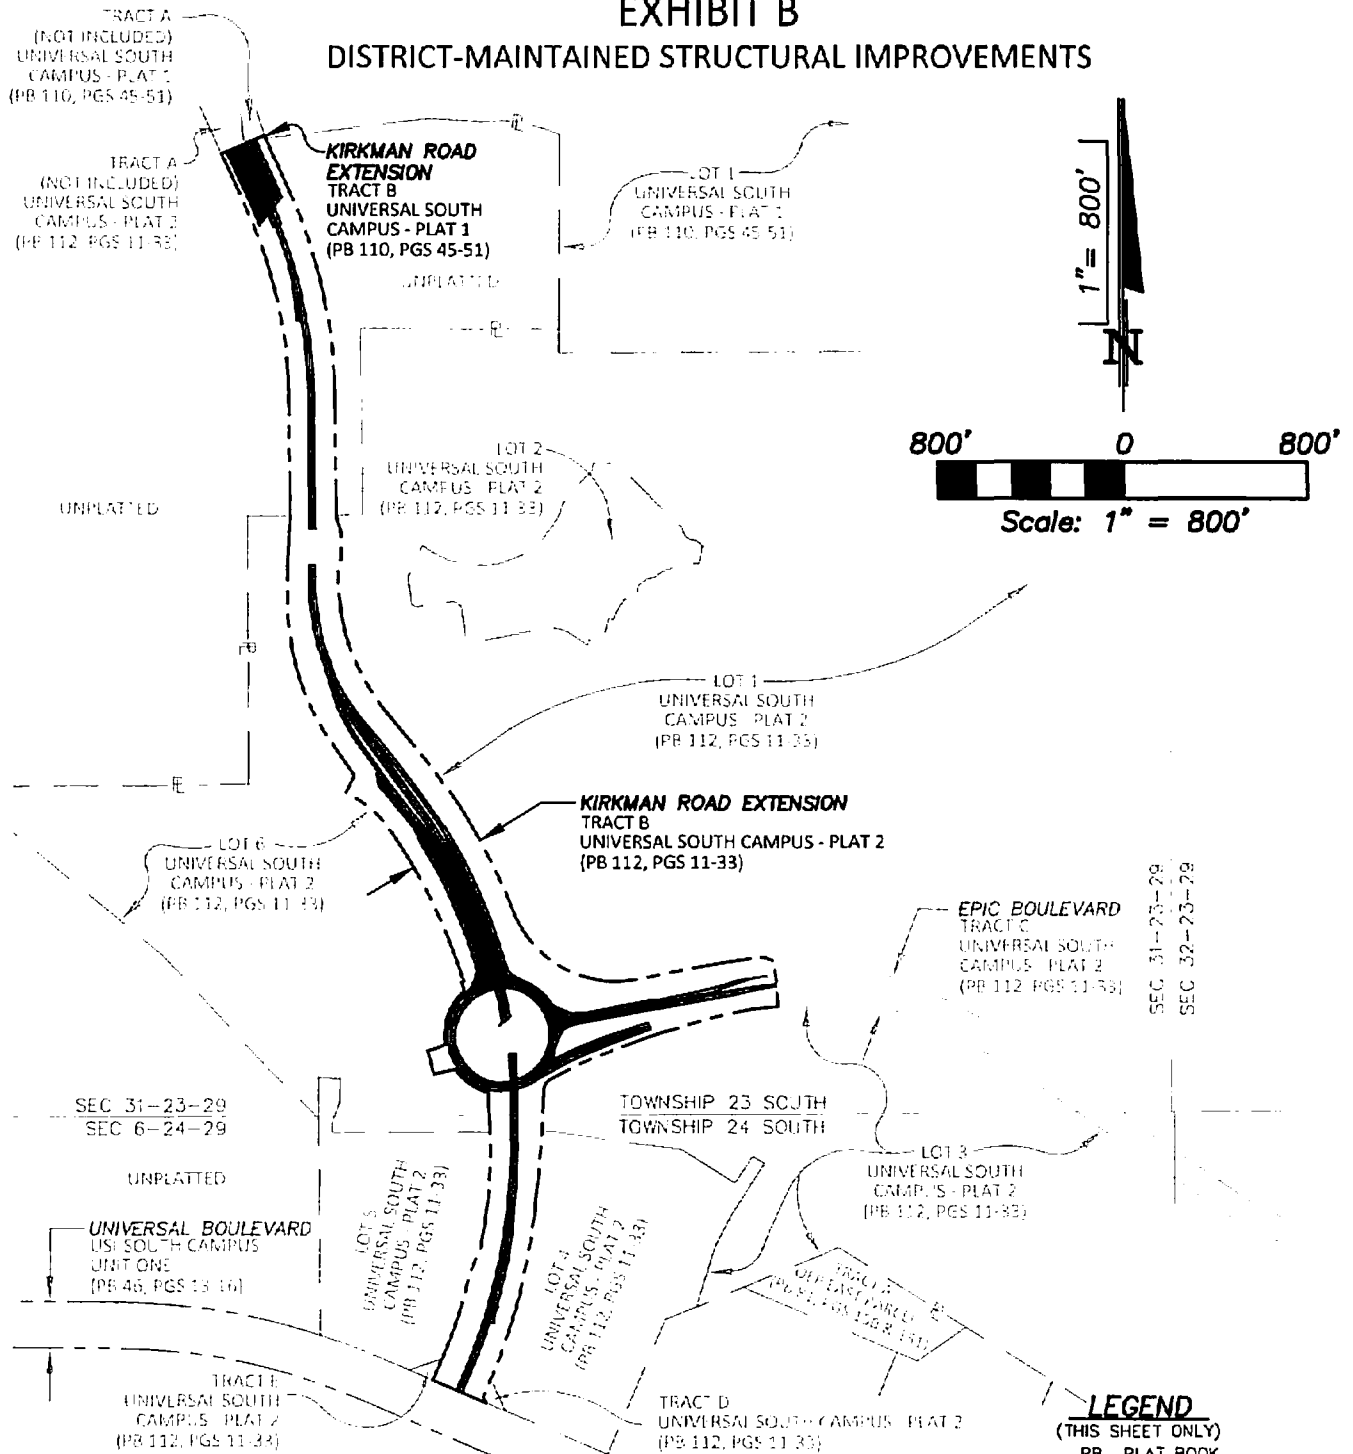 EXHIBIT B
DISTRICT-MAINTAINED STRUCTURAL IMPROVEMENTS
TRACT A
(NOT INCLUDED)
UNIVERSAL SOUTH
CAMPUS - PLAT 1
(PB 110, PGS 45-51)
TRACT A
(NOT INCLUDED)
UNIVERSAL SOUTH
CAMPUS - PLAT 2
(PB 112, PGS 11-33)
KIRKMAN ROAD
EXTENSION
TRACT B
UNIVERSAL SOUTH
CAMPUS - PLAT 1
(PB 110, PGS 45-51)
UNPLATTED
LOT 1
UNIVERSAL SOUTH
CAMPUS - PLAT 1
(PB 110, PGS 45-51)
1"= 800'
N
800' 0 800'
Scale: 1" = 800'
LOT 2
UNIVERSAL SOUTH
CAMPUS - PLAT 2
(PB 112, PGS 11-33)
UNPLATTED
LOT 1
UNIVERSAL SOUTH
CAMPUS - PLAT 2
(PB 112, PGS 11-33)
KIRKMAN ROAD EXTENSION
TRACT B
UNIVERSAL SOUTH CAMPUS - PLAT 2
(PB 112, PGS 11-33)
LOT 6
UNIVERSAL SOUTH
CAMPUS - PLAT 2
(PB 112, PGS 11-33)
EPIC BOULEVARD
TRACT C
UNIVERSAL SOUTH
CAMPUS - PLAT 2
(PB 112, PGS 11-33)
SEC 31-23-29
SEC 32-23-29
SEC 31-23-29
SEC 6-24-29
TOWNSHIP 23 SOUTH
TOWNSHIP 24 SOUTH
UNPLATTED
LOT 3
UNIVERSAL SOUTH
CAMPUS - PLAT 2
(PB 112, PGS 11-33)
UNIVERSAL BOULEVARD
USI SOUTH CAMPUS
UNIT ONE
(PB 46, PGS 13-16)
LOT 5
UNIVERSAL SOUTH
CAMPUS - PLAT 2
(PB 112, PGS 11-33)
LOT 4
UNIVERSAL SOUTH
CAMPUS - PLAT 2
(PB 112, PGS 11-33)
TRACT A
EAST PARCEL
TRACT E
UNIVERSAL SOUTH
CAMPUS - PLAT 2
(PB 112, PGS 11-33)
TRACT D
UNIVERSAL SOUTH CAMPUS - PLAT 2
(PB 112, PGS 11-33)
LEGEND
(THIS SHEET ONLY)
PB PLAT BOOK